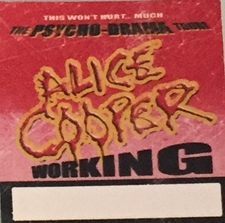 THIS WON'T HURT.. MUCH
THE PSYCHO-DRAMA TOUR!
ALICE
COOPER
WORKING